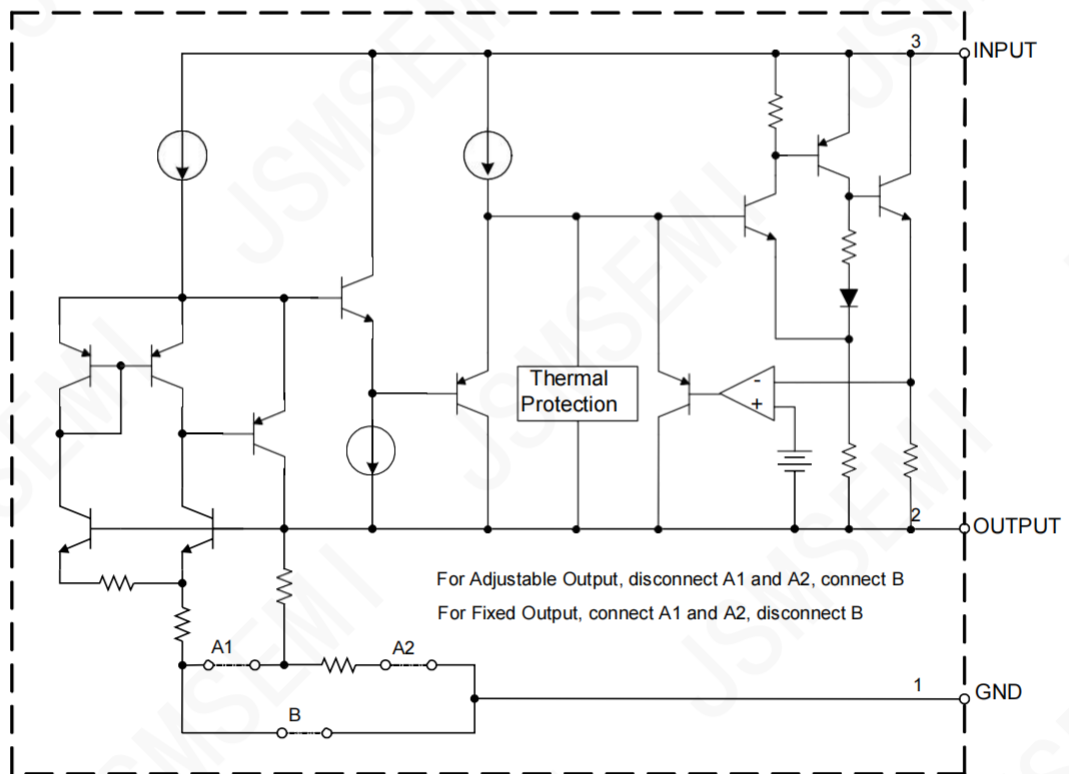 JSMSEMI
3
INPUT
Thermal
Protection
-
+
2
OUTPUT
For Adjustable Output, disconnect A1 and A2, connect B
For Fixed Output, connect A1 and A2, disconnect B
A1
A2
1
GND
B